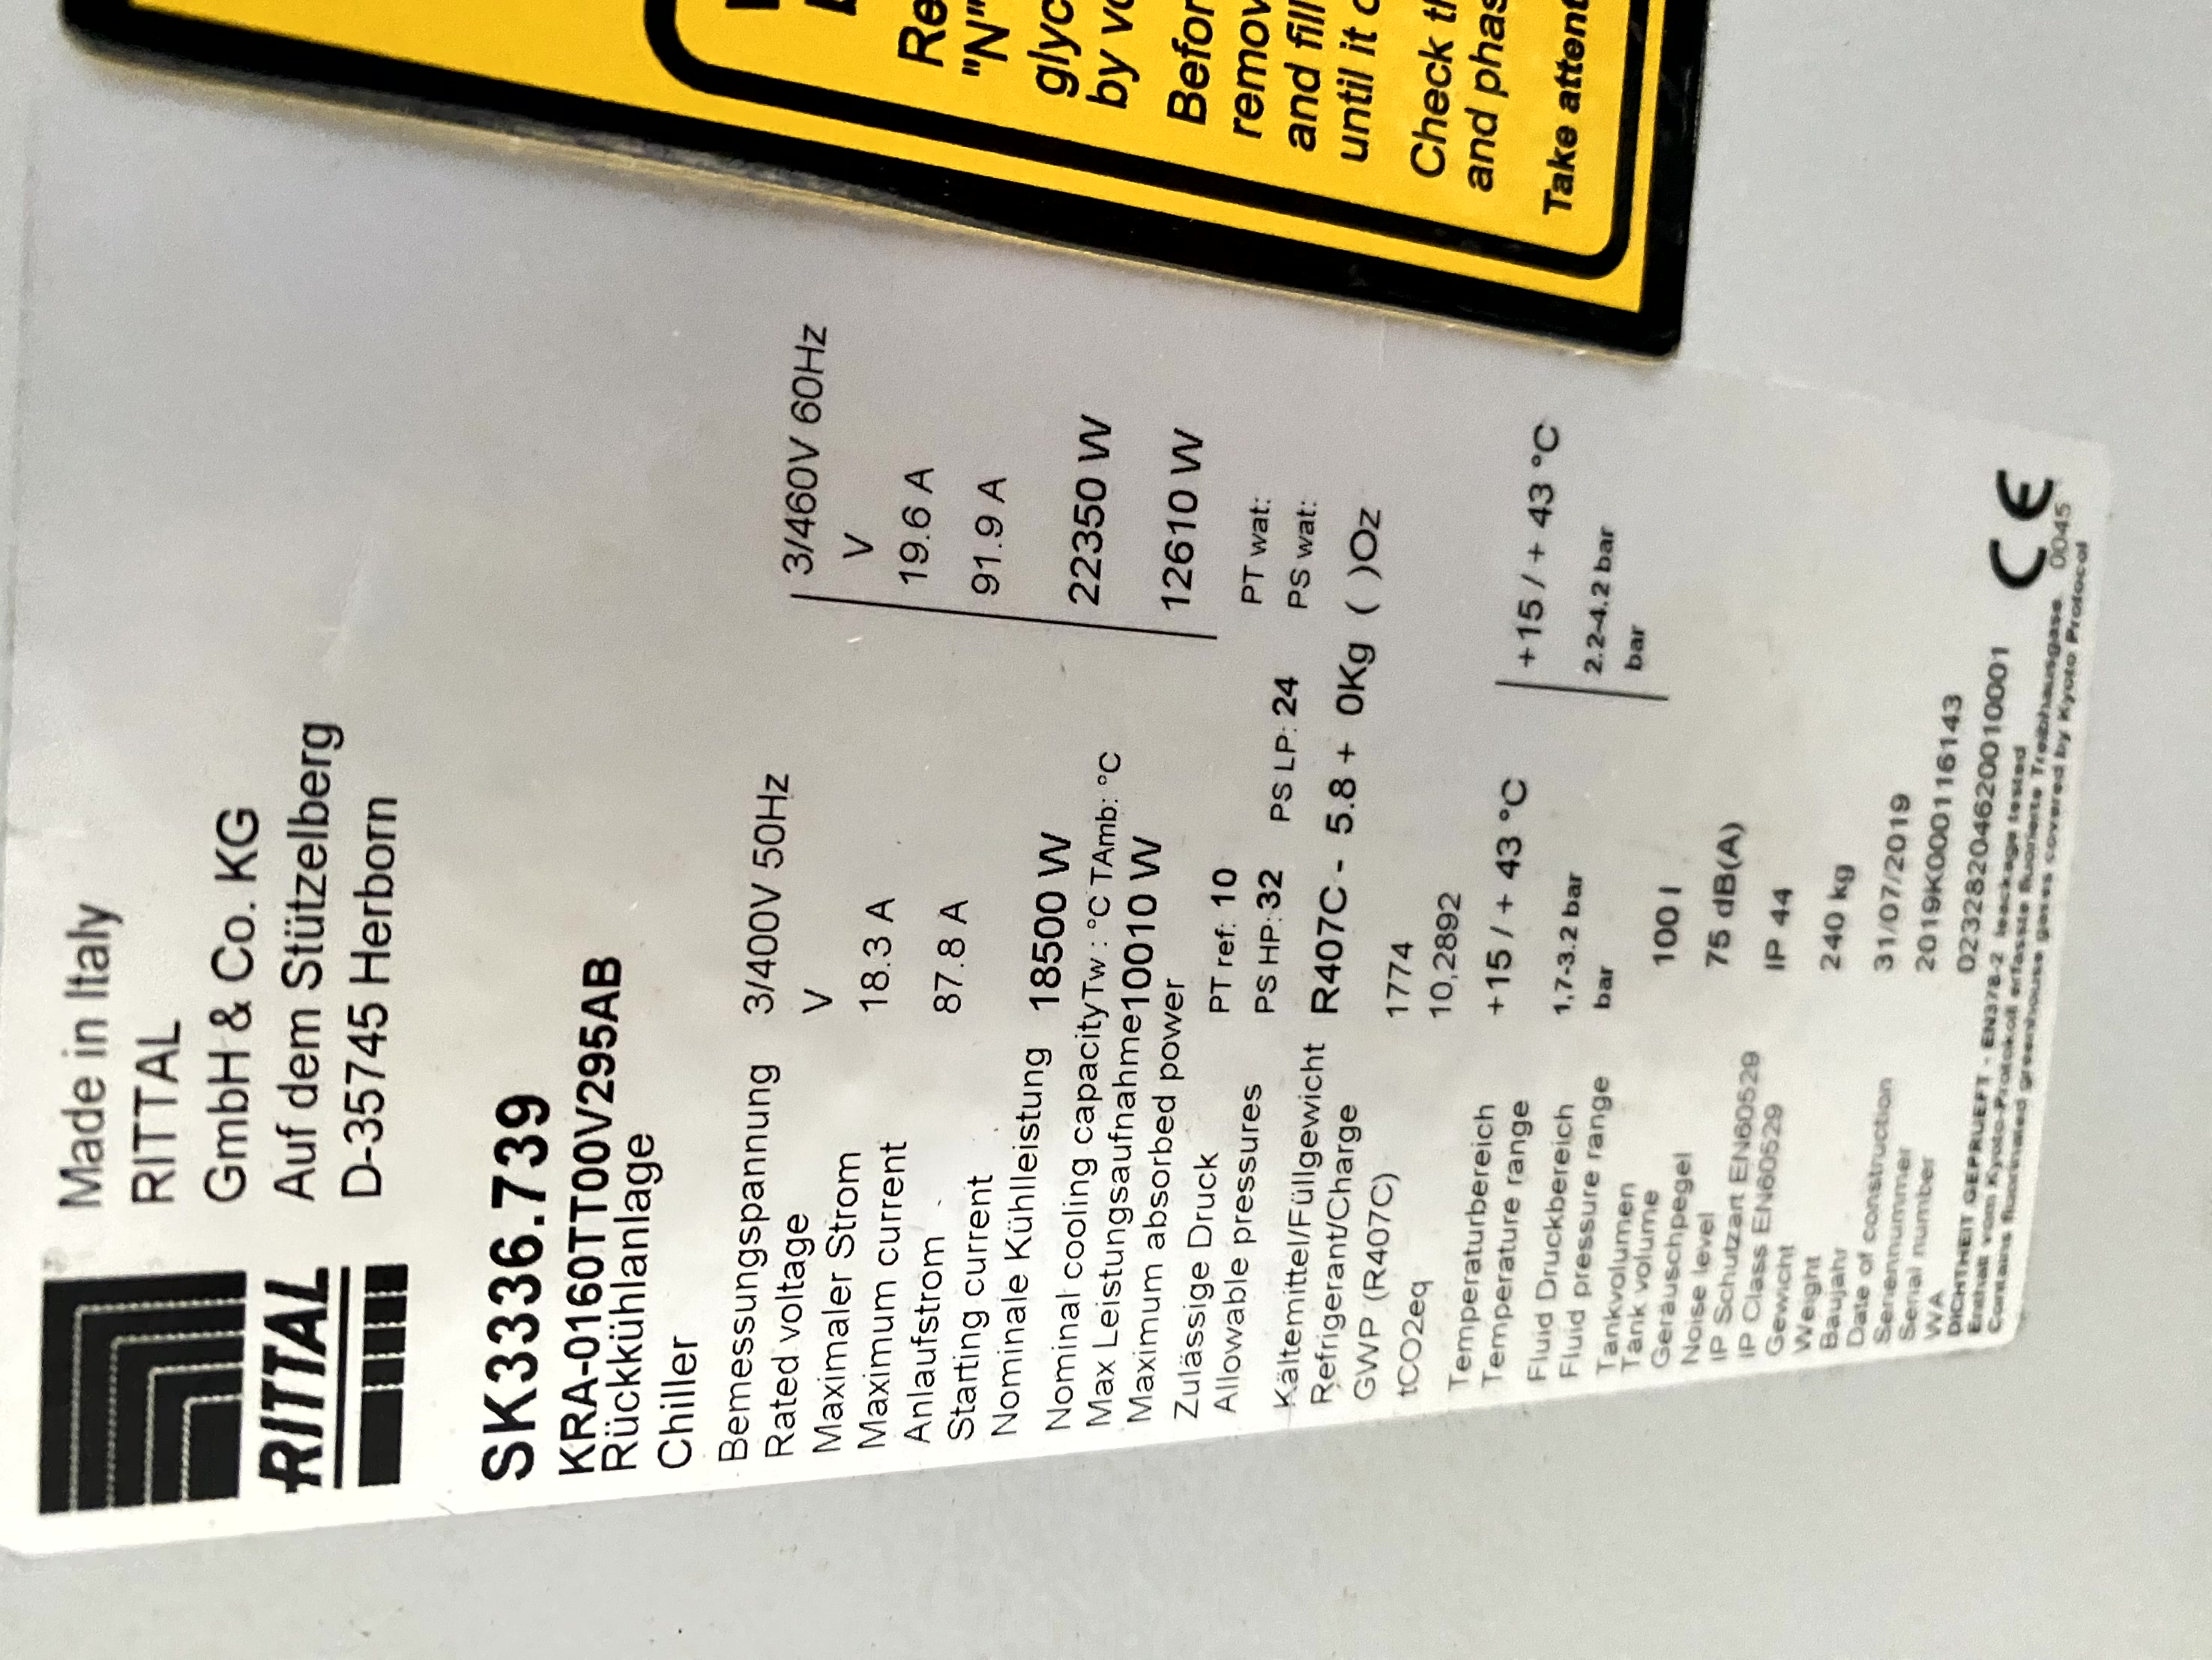 Made in Italy
RITTAL
GmbH & Co. KG
Auf dem Stützelberg
D-35745 Herborn
RITTAL
SK3336.739
KRA-0160TT00V295AB
Rückkühlanlage
Chiller
Bemessungspannung 3/400V 50Hz 3/460V 60Hz
Rated voltage V V
Maximaler Strom
Maximum current 18.3 A 19.6 A
Anlaufstrom
Starting current 87.8 A 91.9 A
Nominale Kühlleistung 18500 W 22350 W
Nominal cooling capacity Tw : °C TAmb: °C
Max Leistungsaufnahme 10010 W 12610 W
Maximum absorbed power
Zulässige Druck PT ref: 10 PT wat:
Allowable pressures PS HP: 32 PS LP: 24 PS wat:
Kältemittel/Füllgewicht R407C - 5.8 + 0Kg ( )Oz
Refrigerant/Charge
GWP (R407C) 1774
tCO2eq 10,2892
Temperaturbereich +15 / + 43 °C +15 / + 43 °C
Temperature range
Fluid Druckbereich 1,7-3.2 bar 2.2-4.2 bar
Fluid pressure range bar bar
Tankvolumen
Tank volume 100 l
Geräuschpegel
Noise level 75 dB(A)
IP Schutzart EN60529
IP Class EN60529 IP 44
Gewicht
Weight 240 kg
Baujahr
Date of construction 31/07/2019
Seriennummer
Serial number 2019K000116143
WA 02328204620010001
DICHTHEIT GEPRUEFT - EN378-2 leackage tested
Enthält vom Kyoto-Protokoll erfasste fluorierte Treibhausgase
Contains fluorinated greenhouse gases covered by Kyoto Protocol
CE
0045
Re
"N"
glyc
by vo
Befor
remov
and fill
until it
Check th
and phas
Take attent